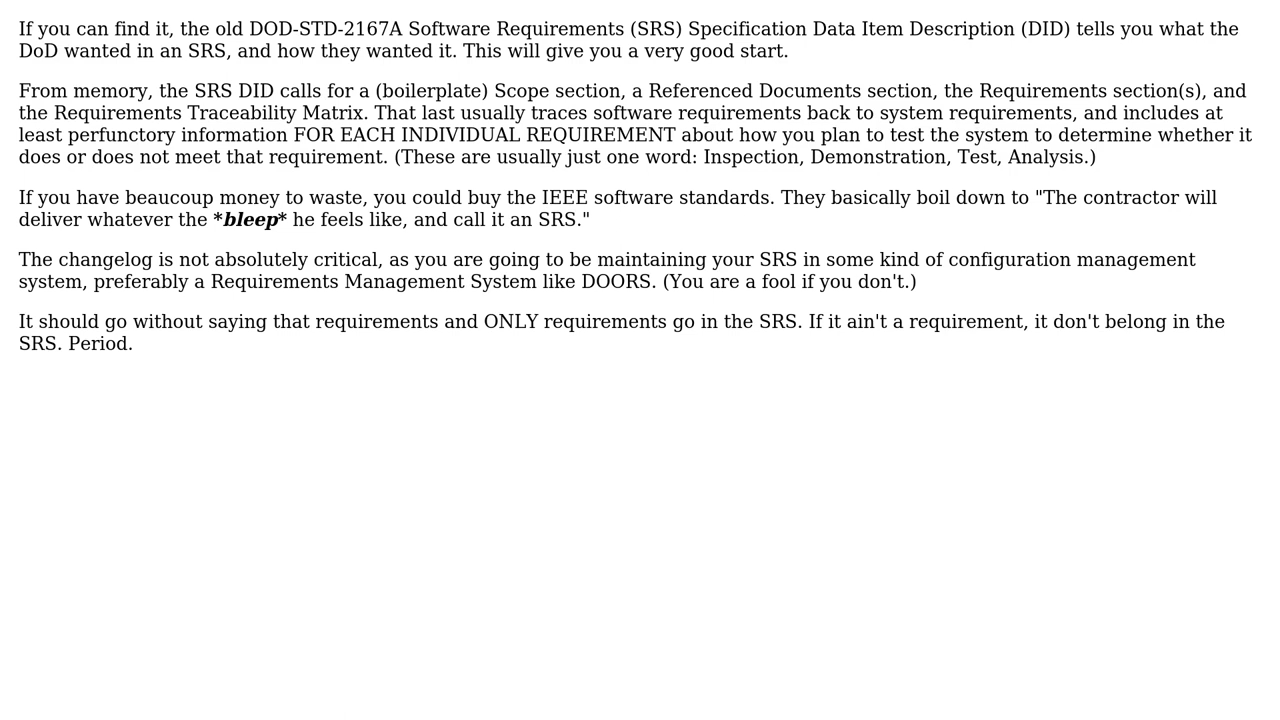 If you can find it, the old DOD-STD-2167A Software Requirements (SRS) Specification Data Item Description (DID) tells you what the
DoD wanted in an SRS, and how they wanted it. This will give you a very good start.
From memory, the SRS DID calls for a (boilerplate) Scope section, a Referenced Documents section, the Requirements section(s), and
the Requirements Traceability Matrix. That last usually traces software requirements back to system requirements, and includes at
least perfunctory information FOR EACH INDIVIDUAL REQUIREMENT about how you plan to test the system to determine whether it
does or does not meet that requirement. (These are usually just one word: Inspection, Demonstration, Test, Analysis.)
If you have beaucoup money to waste, you could buy the IEEE software standards. They basically boil down to "The contractor will
deliver whatever the *bleep* he feels like, and call it an SRS."
The changelog is not absolutely critical, as you are going to be maintaining your SRS in some kind of configuration management
system, preferably a Requirements Management System like DOORS. (You are a fool if you don't.)
It should go without saying that requirements and ONLY requirements go in the SRS. If it ain't a requirement, it don't belong in the
SRS. Period.